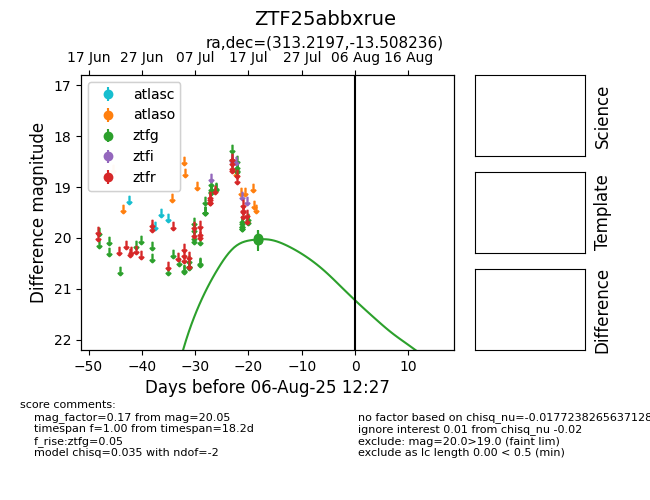 ZTF25abbxrue
ra,dec=(313.2197,-13.508236)
17 Jun 27 Jun 07 Jul 17 Jul 27 Jul 06 Aug 16 Aug
17
18
19
20
21
22
Difference magnitude
atlasc
atlaso
ztfg
ztfi
ztfr
−50 −40 −30 −20 −10 0 10
Days before 06-Aug-25 12:27
Science
Template
Difference
score comments:
mag_factor=0.17 from mag=20.05
timespan f=1.00 from timespan=18.2d
f_rise:ztfg=0.05
model chisq=0.035 with ndof=-2
no factor based on chisq_nu=-0.0177238265637128
ignore interest 0.01 from chisq_nu -0.02
exclude: mag=20.0>19.0 (faint lim)
exclude as lc length 0.00 < 0.5 (min)